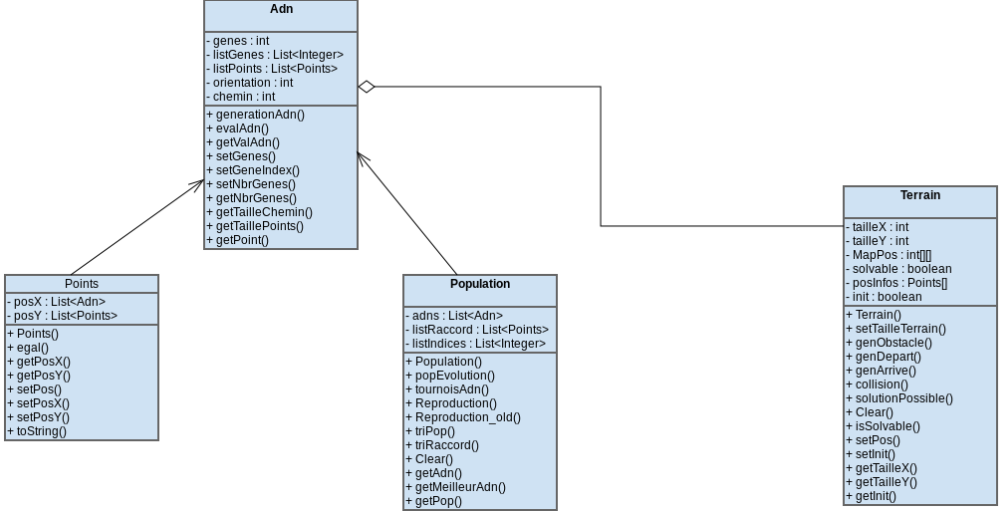 Adn
- genes : int
- listGenes : List<Integer>
- listPoints : List<Points>
- orientation : int
- chemin : int
+ generationAdn()
+ evalAdn()
+ getValAdn()
+ setGenes()
+ setGeneIndex()
+ setNbrGenes()
+ getNbrGenes()
+ getTailleChemin()
+ getTaillePoints()
+ getPoint()
Points
- posX : List<Adn>
- posY : List<Points>
+ Points()
+ egal()
+ getPosX()
+ getPosY()
+ setPos()
+ setPosX()
+ setPosY()
+ toString()
Population
- adns : List<Adn>
- listRaccord : List<Points>
- listIndices : List<Integer>
+ Population()
+ popEvolution()
+ tournoisAdn()
+ Reproduction()
+ Reproduction_old()
+ triPop()
+ triRaccord()
+ Clear()
+ getAdn()
+ getMeilleurAdn()
+ getPop()
Terrain
- tailleX : int
- tailleY : int
- MapPos : int[][]
- solvable : boolean
- posInfos : Points[]
- init : boolean
+ Terrain()
+ setTailleTerrain()
+ genObstacle()
+ genDepart()
+ genArrive()
+ collision()
+ solutionPossible()
+ Clear()
+ isSolvable()
+ setPos()
+ setInit()
+ getTailleX()
+ getTailleY()
+ getInit()